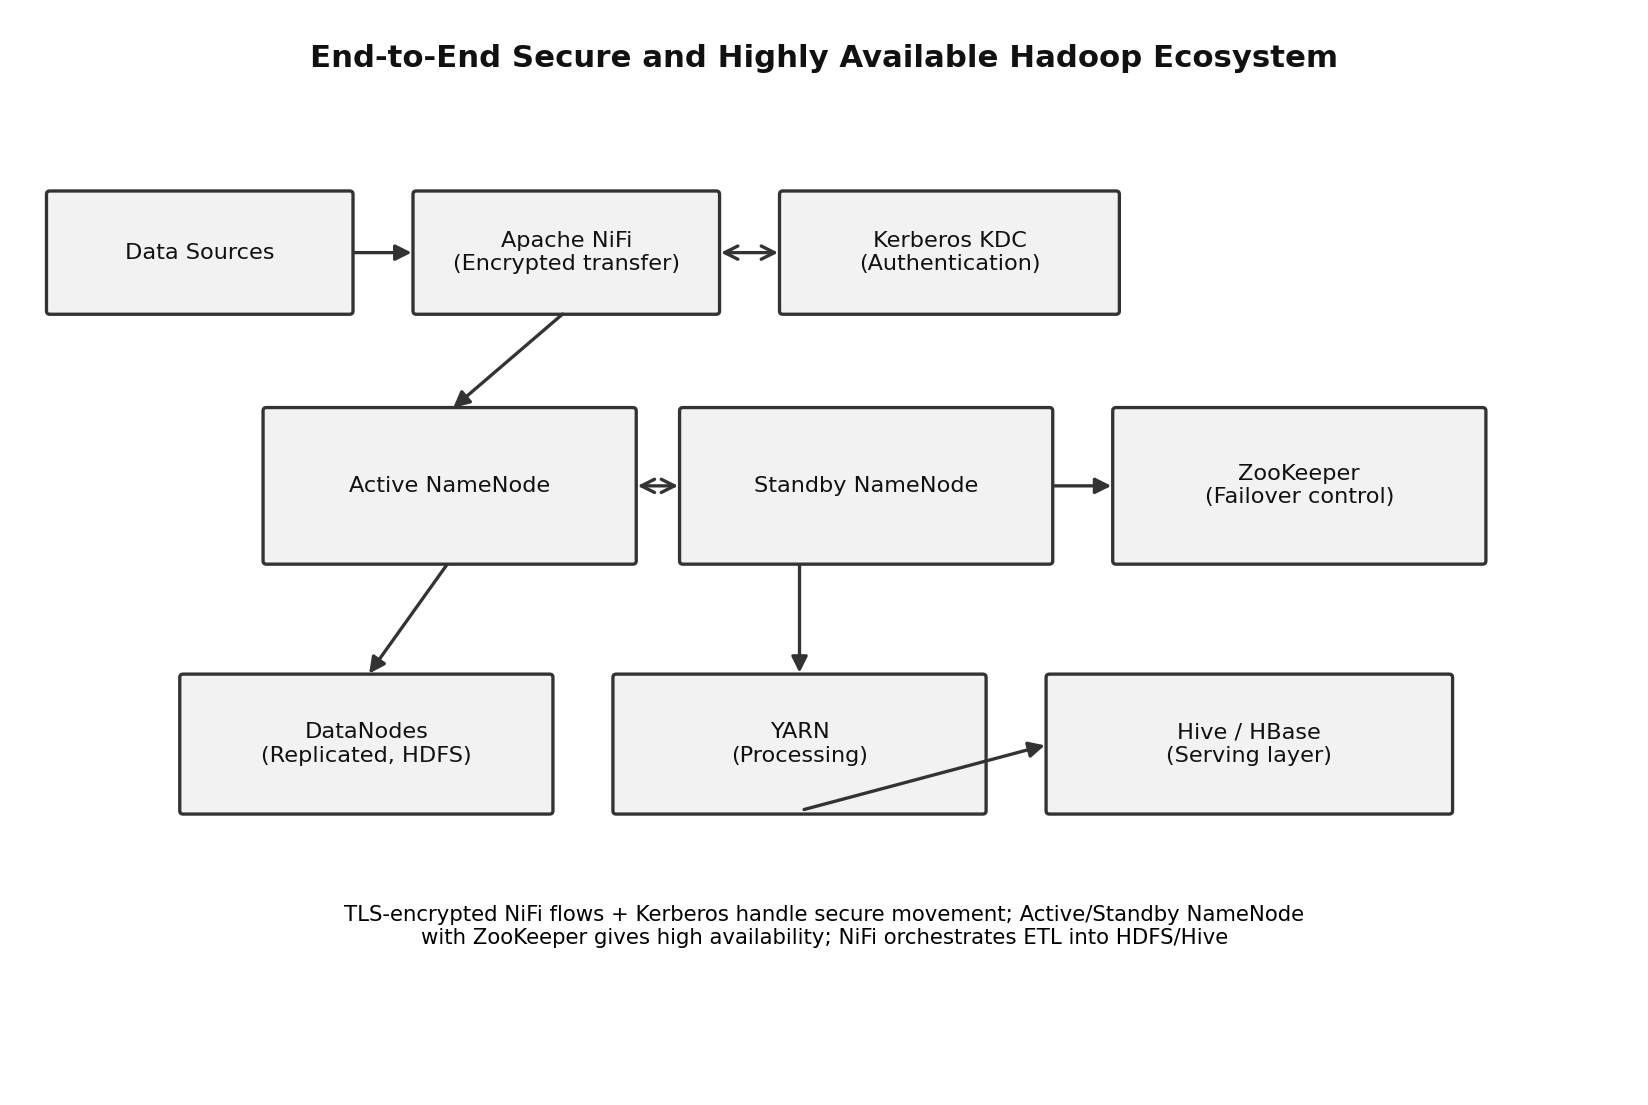 End-to-End Secure and Highly Available Hadoop Ecosystem
Data Sources
Apache NiFi
(Encrypted transfer)
Kerberos KDC
(Authentication)
Active NameNode
Standby NameNode
ZooKeeper
(Failover control)
DataNodes
(Replicated, HDFS)
YARN
(Processing)
Hive / HBase
(Serving layer)
TLS-encrypted NiFi flows + Kerberos handle secure movement; Active/Standby NameNode
with ZooKeeper gives high availability; NiFi orchestrates ETL into HDFS/Hive